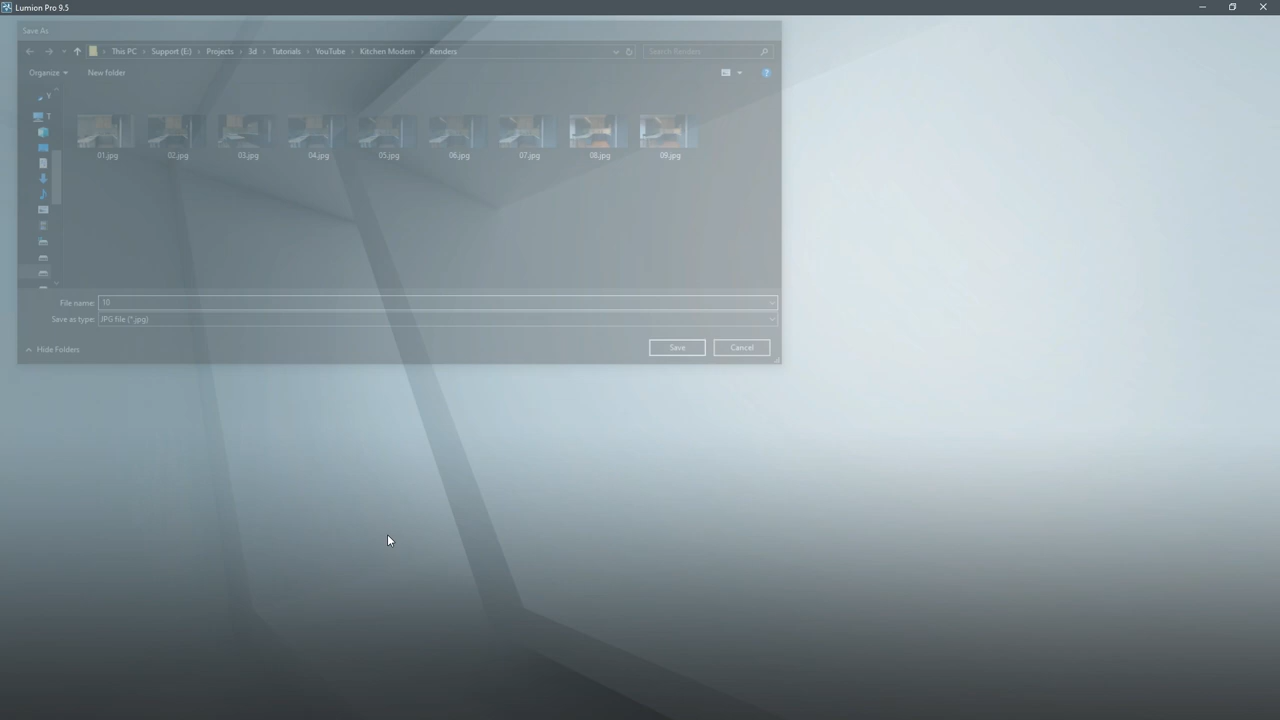 Lumion Pro 9.5
Save As
This PC › Support (E:) › Projects › 3d › Tutorials › YouTube › Kitchen Modern › Renders
Search Renders
Organize
New folder
Y
T
01.jpg 02.jpg 03.jpg 04.jpg 05.jpg 06.jpg 07.jpg 08.jpg 09.jpg
File name: 10
Save as type: JPG file (*.jpg)
Hide Folders
Save
Cancel